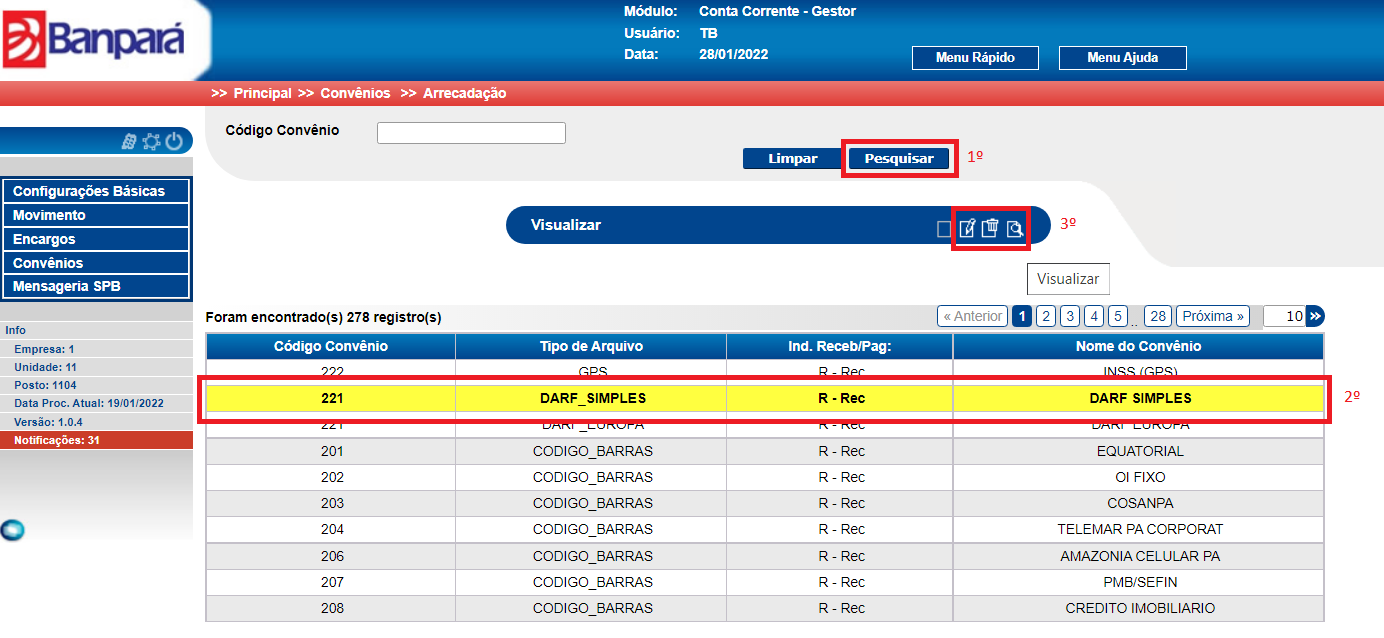 Banpará
Módulo: Conta Corrente - Gestor
Usuário: TB
Data: 28/01/2022
Menu Rápido Menu Ajuda
>> Principal >> Convênios >> Arrecadação
Código Convênio
Limpar Pesquisar 1º
Configurações Básicas
Movimento
Encargos
Convênios
Mensageria SPB
Visualizar 3º
Visualizar
Info
Empresa: 1
Unidade: 11
Posto: 1104
Data Proc. Atual: 19/01/2022
Versão: 1.0.4
Notificações: 31
Foram encontrado(s) 278 registro(s) « Anterior 1 2 3 4 5 .. 28 Próxima » 10 »
Código Convênio Tipo de Arquivo Ind. Receb/Pag: Nome do Convênio
222 GPS R - Rec INSS (GPS)
221 DARF_SIMPLES R - Rec DARF SIMPLES 2º
221 DARF_EUROPA R - Rec DARF EUROPA
201 CODIGO_BARRAS R - Rec EQUATORIAL
202 CODIGO_BARRAS R - Rec OI FIXO
203 CODIGO_BARRAS R - Rec COSANPA
204 CODIGO_BARRAS R - Rec TELEMAR PA CORPORAT
206 CODIGO_BARRAS R - Rec AMAZONIA CELULAR PA
207 CODIGO_BARRAS R - Rec PMB/SEFIN
208 CODIGO_BARRAS R - Rec CREDITO IMOBILIARIO